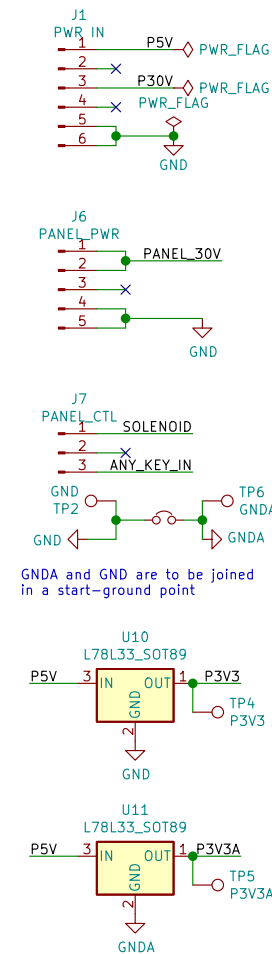 J1
PWR IN
1 P5V PWR_FLAG
2
3 P30V PWR_FLAG
4 PWR_FLAG
5
6
GND
J6
PANEL_PWR
1
2 PANEL_30V
3
4
5
GND
J7
PANEL_CTL
1 SOLENOID
2
3 ANY_KEY_IN
GND TP6
TP2 GNDA
GND GNDA
GNDA and GND are to be joined
in a start-ground point
U10
L78L33_SOT89
P5V 3 IN OUT 1 P3V3
GND
2
TP4
P3V3
GND
U11
L78L33_SOT89
P5V 3 IN OUT 1 P3V3A
GND
2
TP5
P3V3A
GNDA